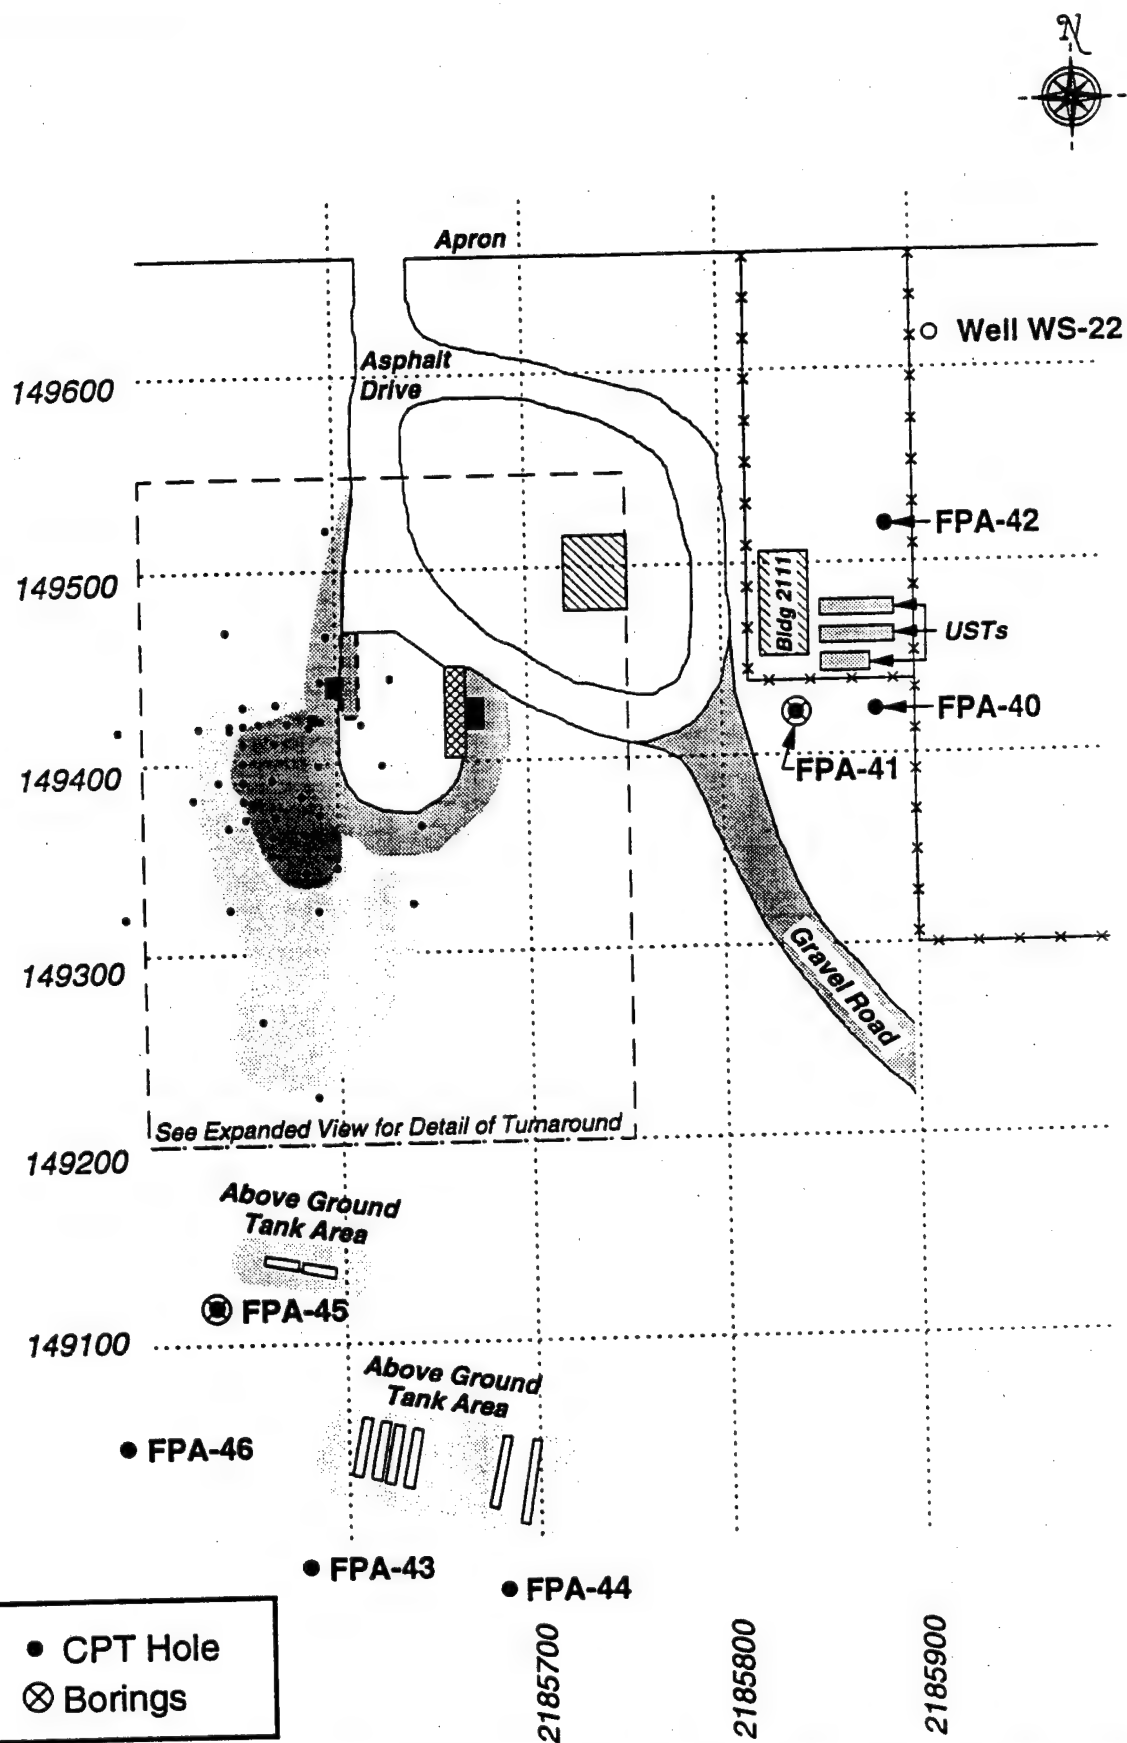 N
Apron
Well WS-22
Asphalt
Drive
149600
FPA-42
149500
Bldg 2111
USTs
FPA-40
149400
FPA-41
Gravel Road
149300
See Expanded View for Detail of Turnaround
149200
Above Ground
Tank Area
FPA-45
149100
Above Ground
Tank Area
FPA-46
FPA-43
FPA-44
CPT Hole
Borings
2185700
2185800
2185900